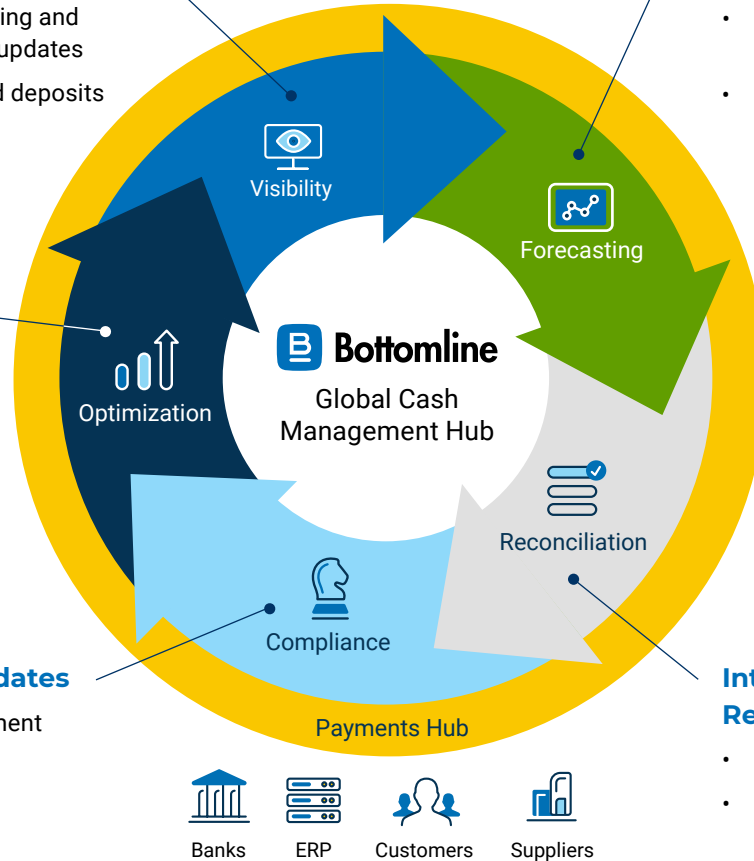 ing and
updates
d deposits
Visibility
Forecasting
B Bottomline
Global Cash
Management Hub
Optimization
Reconciliation
Compliance
dates
nent
Int
Re
Payments Hub
Banks ERP Customers Suppliers